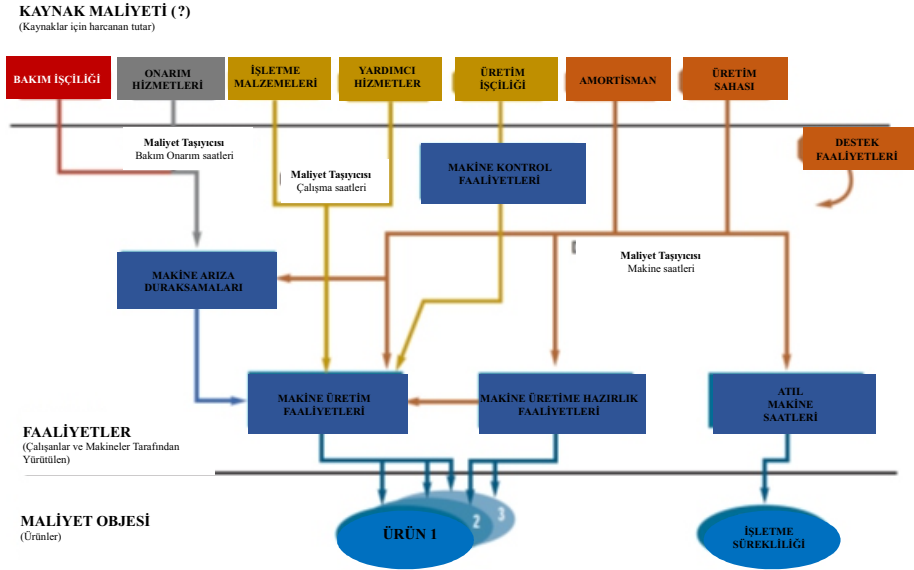 KAYNAK MALİYETİ (?)
(Kaynaklar için harcanan tutar)
BAKIM İŞÇİLİĞİ
ONARIM
HİZMETLERİ
İŞLETME
MALZEMELERİ
YARDIMCI
HİZMETLER
ÜRETİM
İŞÇİLİĞİ
AMORTİSMAN
ÜRETİM
SAHASI
Maliyet Taşıyıcısı
Bakım Onarım saatleri
Maliyet Taşıyıcısı
Çalışma saatleri
MAKİNE KONTROL
FAALİYETLERİ
DESTEK
FAALİYETLERİ
Maliyet Taşıyıcısı
Makine saatleri
MAKİNE ARIZA
DURAKSAMALARI
MAKİNE ÜRETİM
FAALİYETLERİ
MAKİNE ÜRETİME HAZIRLIK
FAALİYETLERİ
ATIL
MAKİNE
SAATLERİ
FAALİYETLER
(Çalışanlar ve Makineler Tarafından
Yürütülen)
MALİYET OBJESİ
(Ürünler)
ÜRÜN 1
2
3
İŞLETME
SÜREKLİLİĞİ